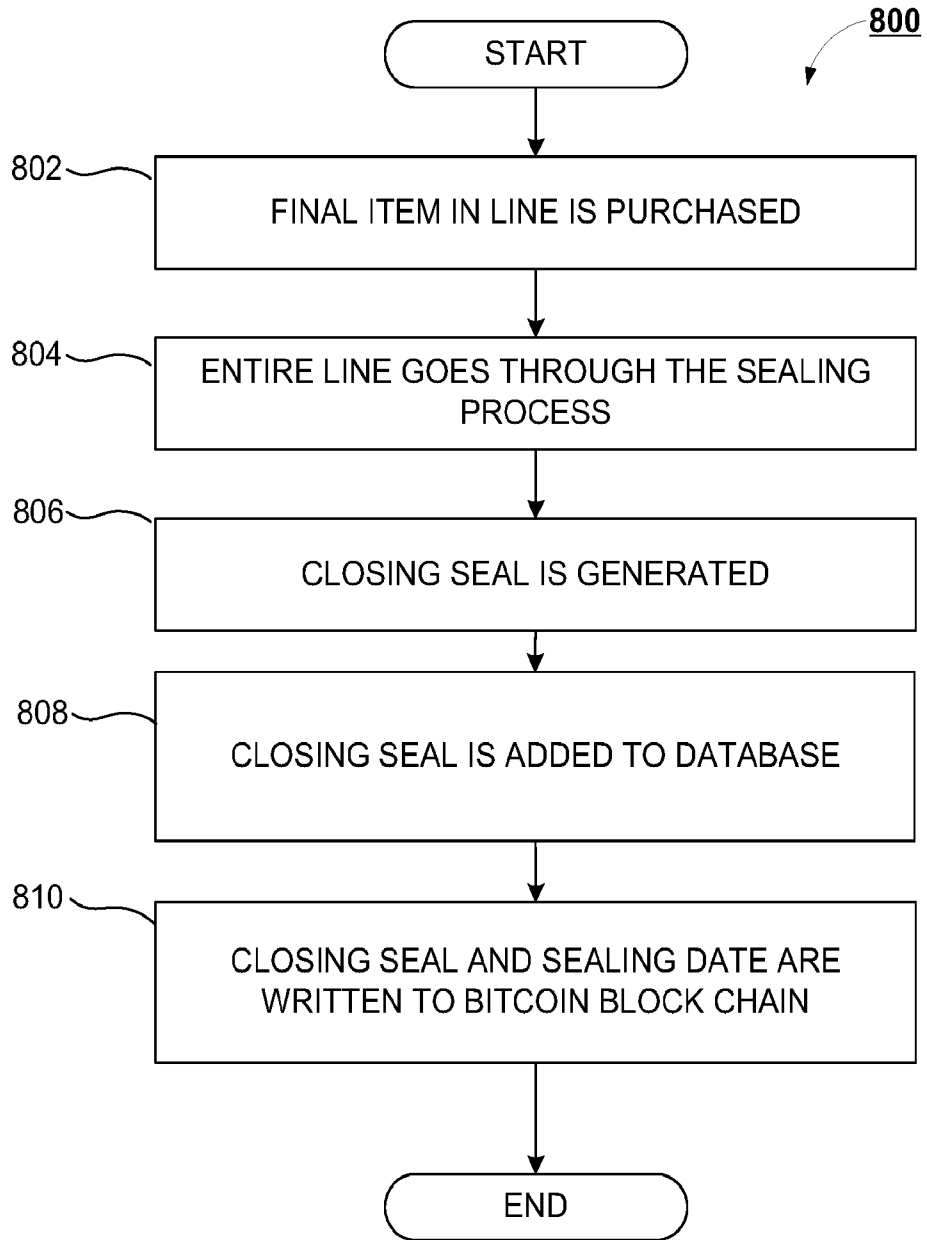 800
START
802
FINAL ITEM IN LINE IS PURCHASED
804
ENTIRE LINE GOES THROUGH THE SEALING
PROCESS
806
CLOSING SEAL IS GENERATED
808
CLOSING SEAL IS ADDED TO DATABASE
810
CLOSING SEAL AND SEALING DATE ARE
WRITTEN TO BITCOIN BLOCK CHAIN
END